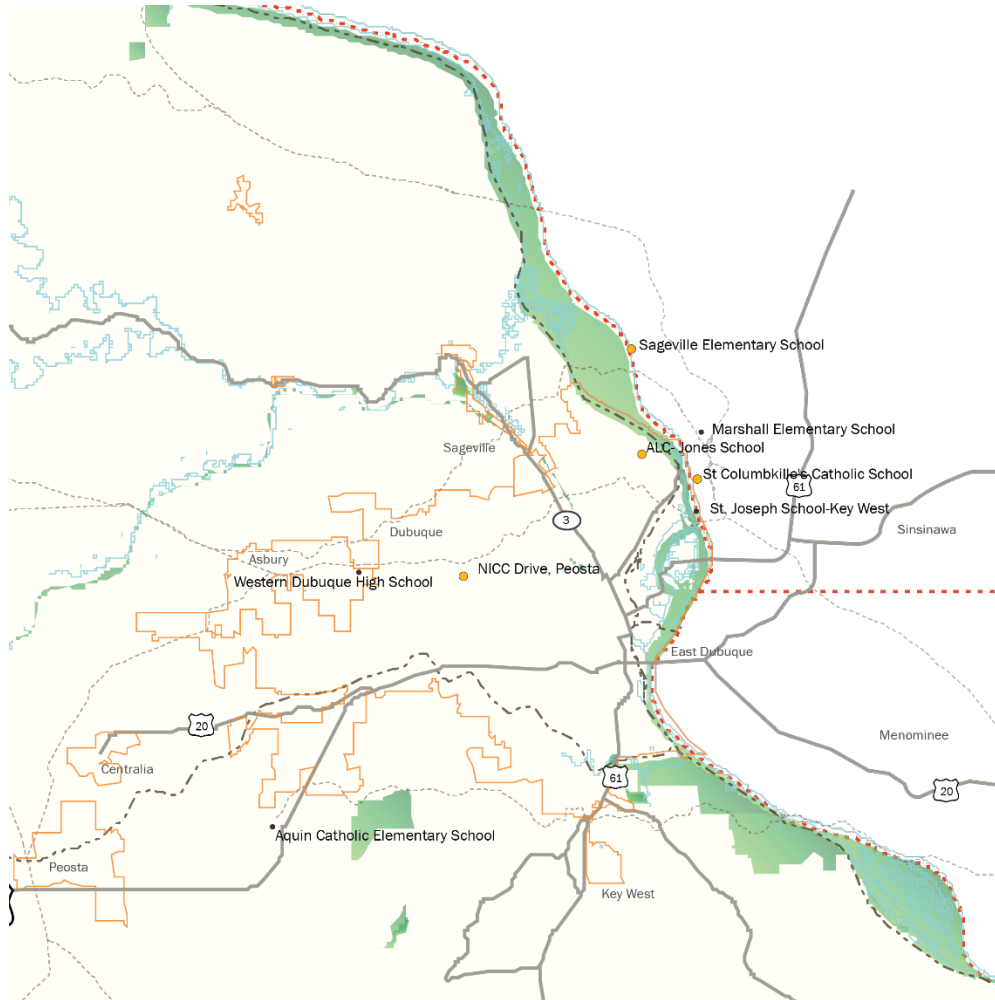 Sageville Elementary School
Marshall Elementary School
ALC- Jones School
Sageville
St Columbkille's Catholic School
61
St. Joseph School-Key West
3
Sinsinawa
Dubuque
Asbury
NICC Drive, Peosta
Western Dubuque High School
East Dubuque
20
Menominee
Centralia
61
20
Aquin Catholic Elementary School
Peosta
Key West